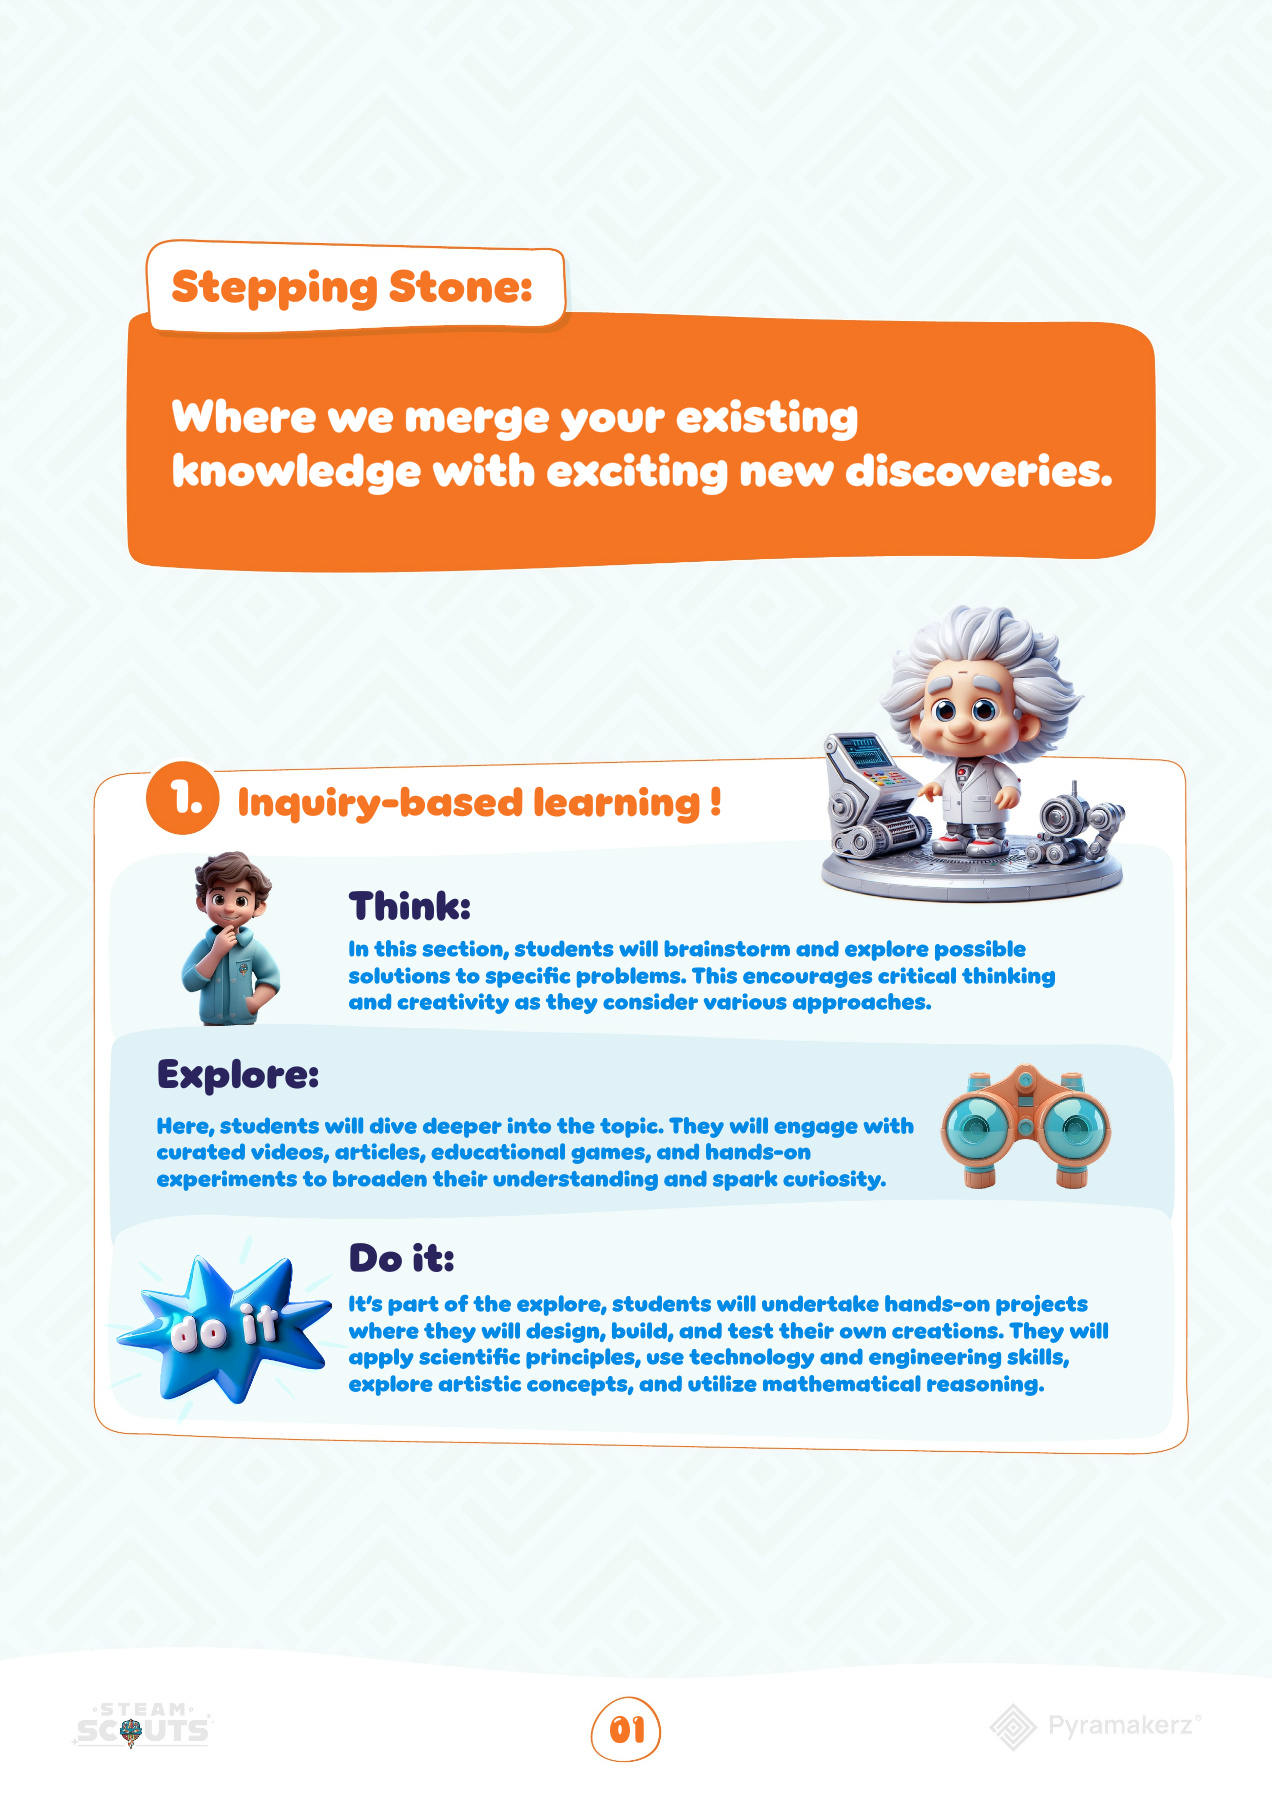 Stepping Stone:
Where we merge your existing
knowledge with exciting new discoveries.
1. Inquiry-based learning !
Think:
In this section, students will brainstorm and explore possible
solutions to specific problems. This encourages critical thinking
and creativity as they consider various approaches.
Explore:
Here, students will dive deeper into the topic. They will engage with
curated videos, articles, educational games, and hands-on
experiments to broaden their understanding and spark curiosity.
do it
Do it:
It's part of the explore, students will undertake hands-on projects
where they will design, build, and test their own creations. They will
apply scientific principles, use technology and engineering skills,
explore artistic concepts, and utilize mathematical reasoning.
STEAM
SCOUTS
01
Pyramakerz